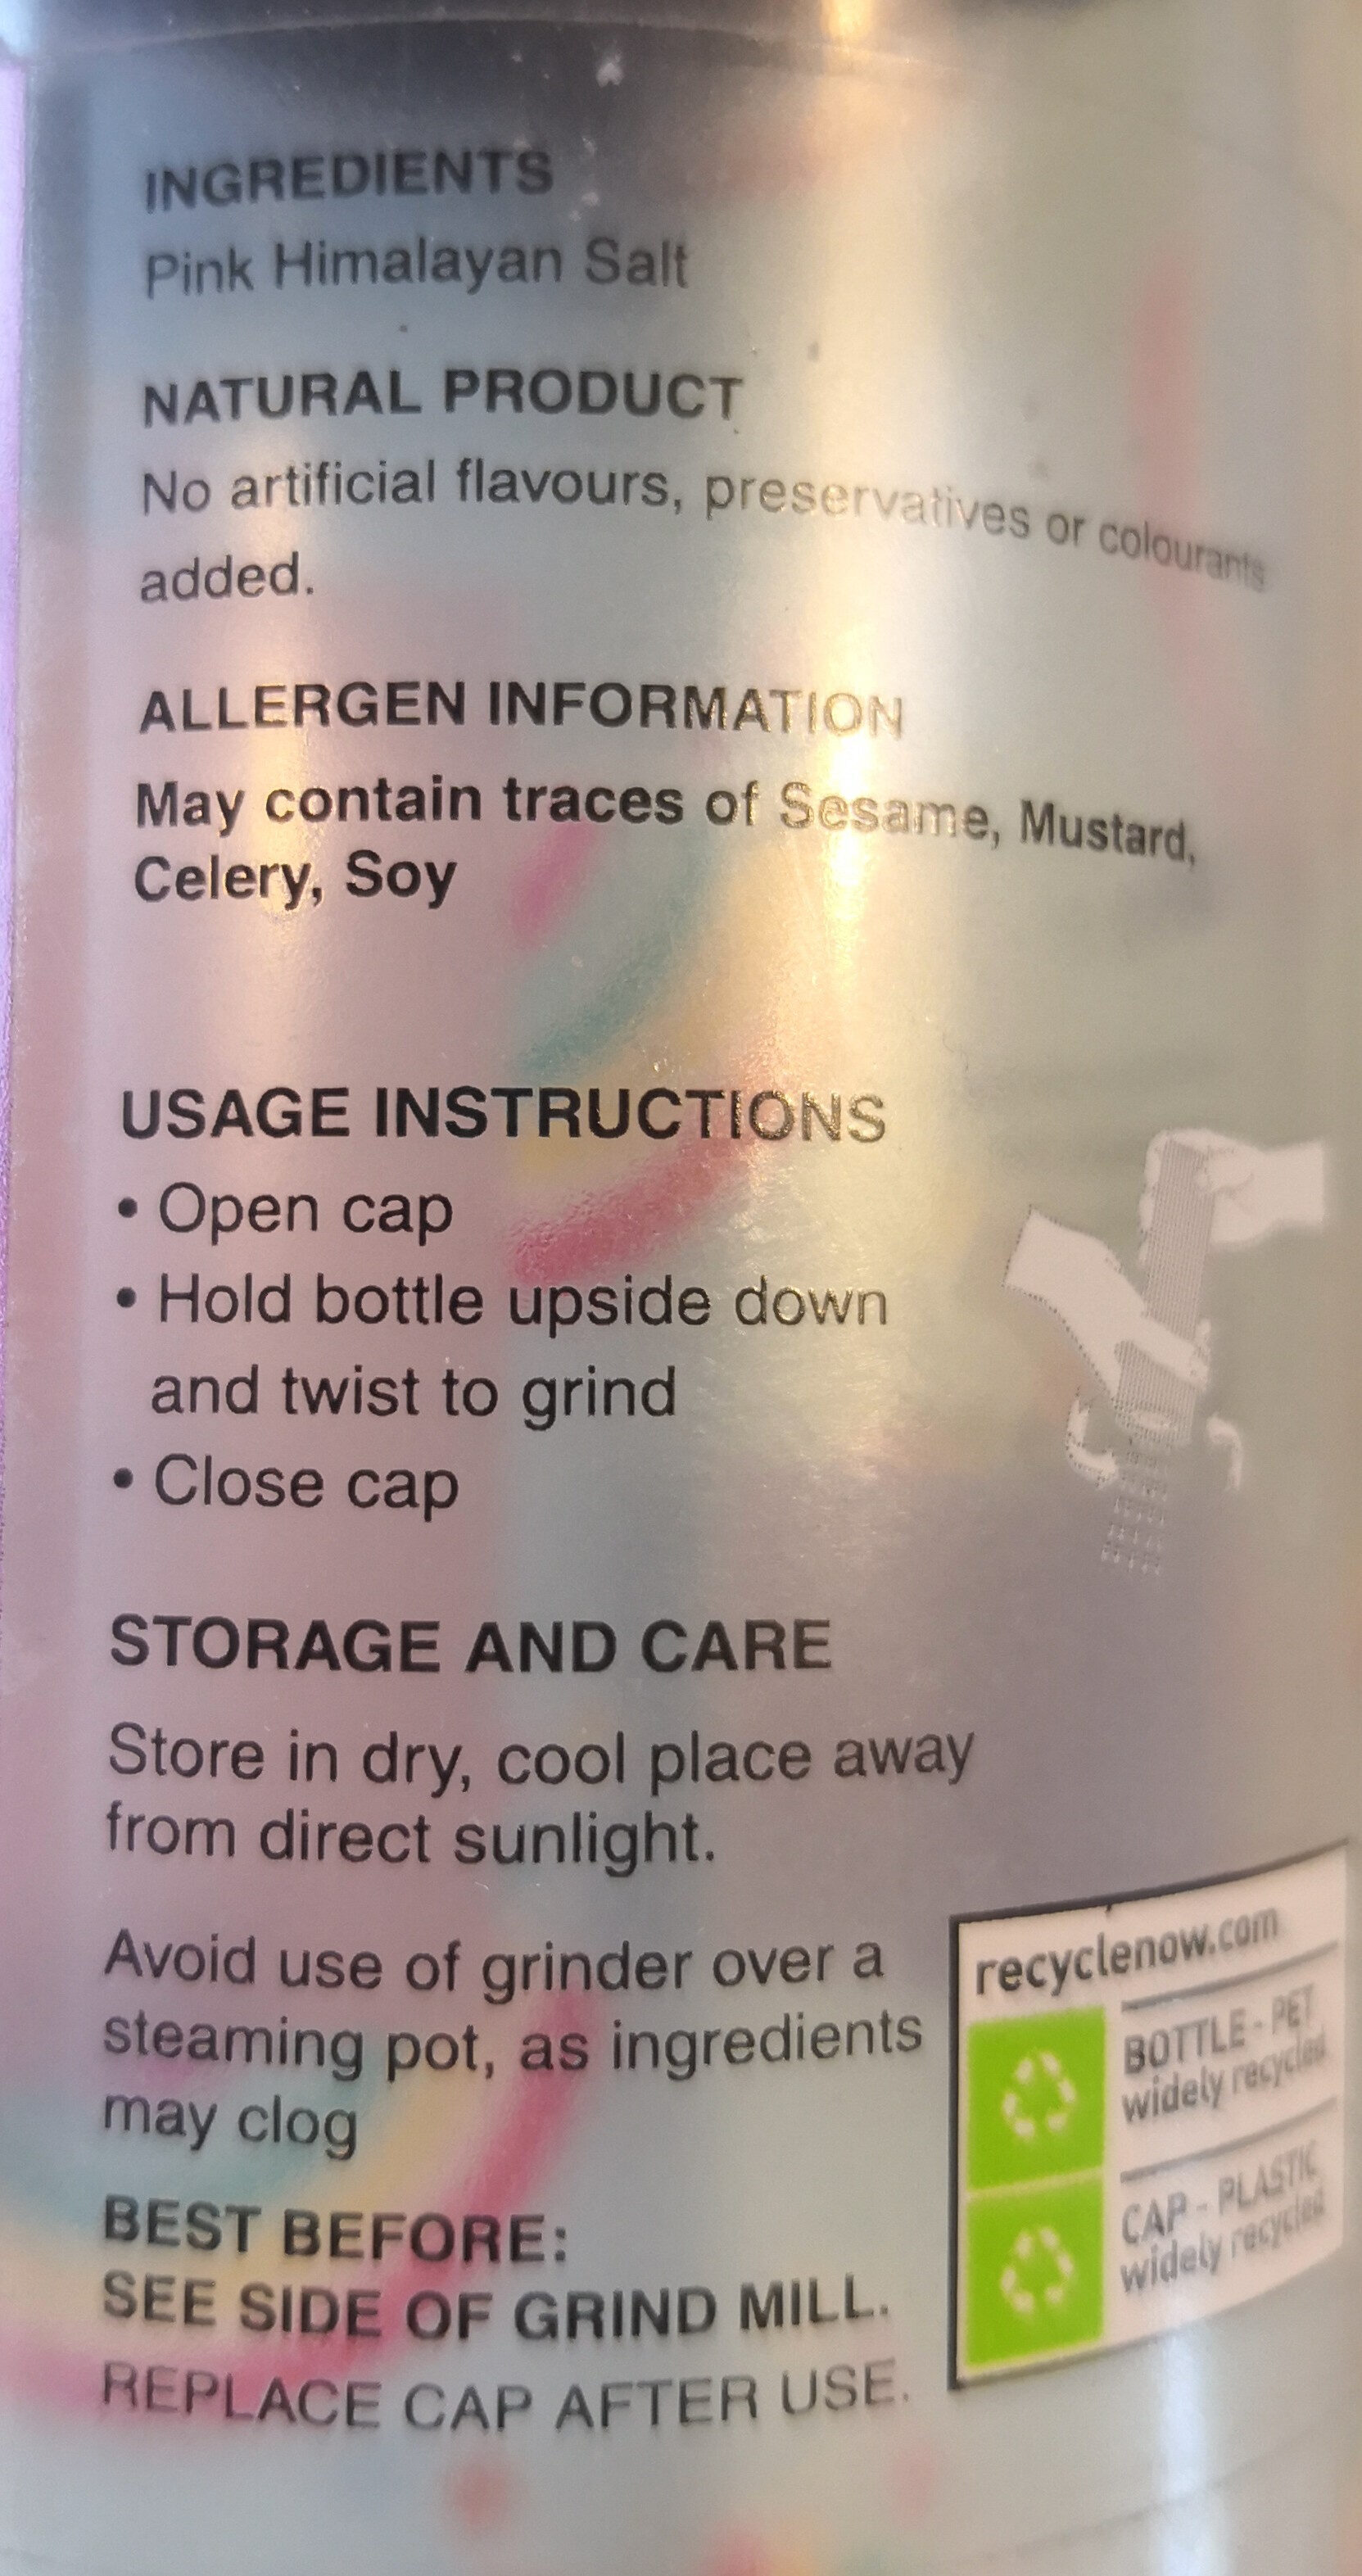 INGREDIENTS
Pink Himalayan Salt
NATURAL PRODUCT
No artificial flavours, preservatives or colourants
added.
ALLERGEN INFORMATION
May contain traces of Sesame, Mustard,
Celery, Soy
USAGE INSTRUCTIONS
• Open cap
• Hold bottle upside down
and twist to grind
• Close cap
STORAGE AND CARE
Store in dry, cool place away
from direct sunlight.
Avoid use of grinder over a
steaming pot, as ingredients
may clog
BEST BEFORE:
SEE SIDE OF GRIND MILL.
REPLACE CAP AFTER USE.
recyclenow.com
BOTTLE - PET
widely recycled
CAP - PLASTIC
widely recycled